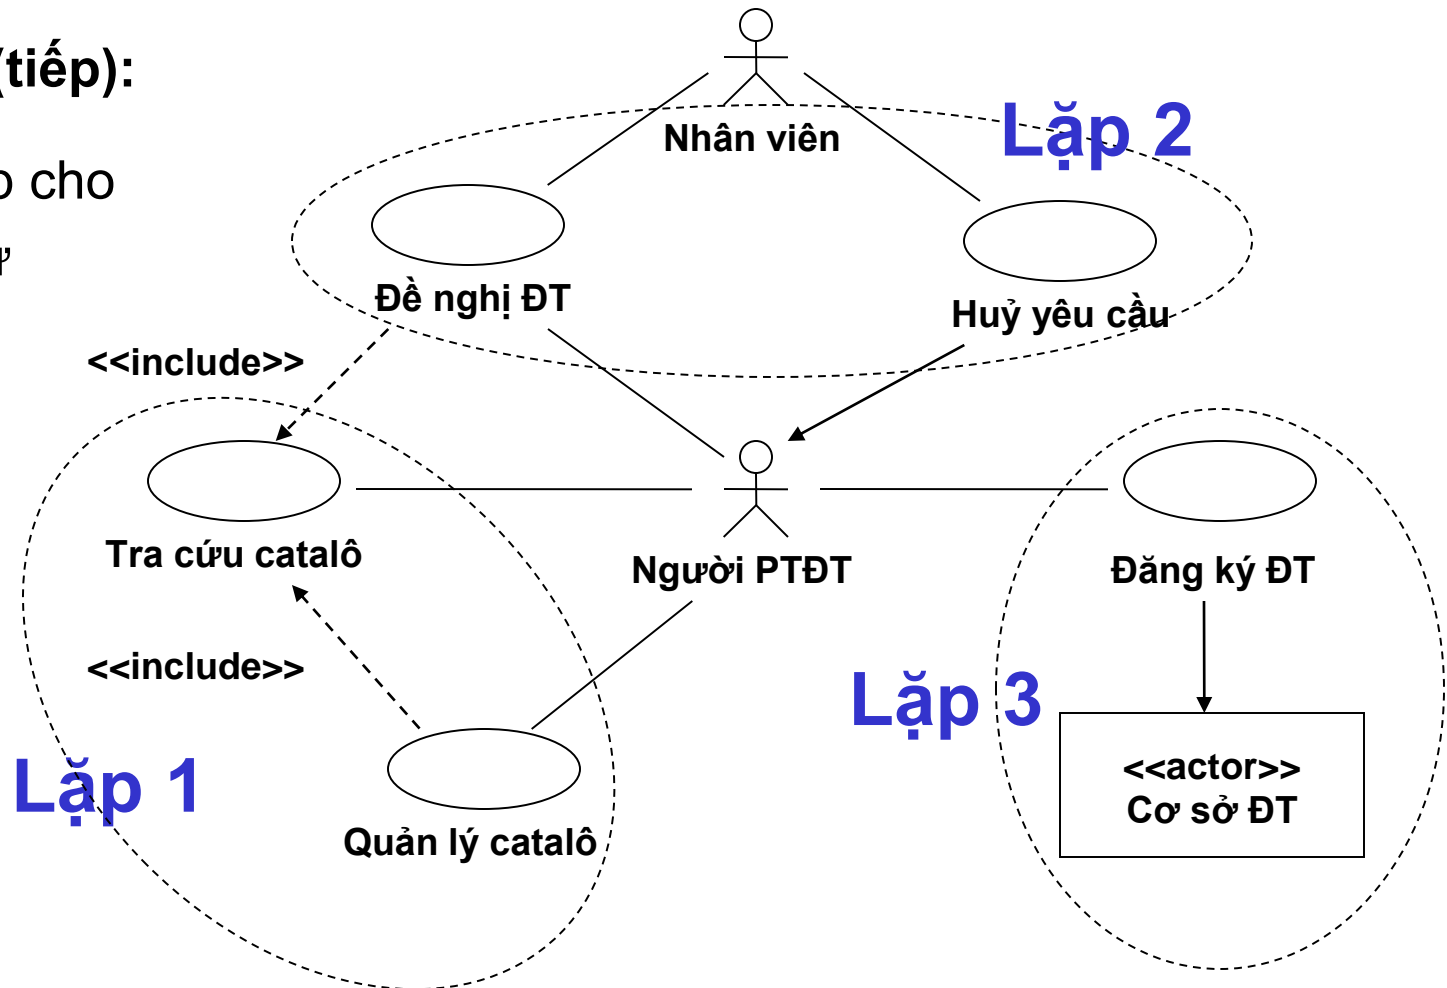 (tiếp):
cho
Nhân viên
Lặp 2
Đề nghị ĐT
Huỷ yêu cầu
<<include>>
Tra cứu catalô
Người PTĐT
Đăng ký ĐT
<<include>>
Lặp 3
Lặp 1
<<actor>>
Cơ sở ĐT
Quản lý catalô